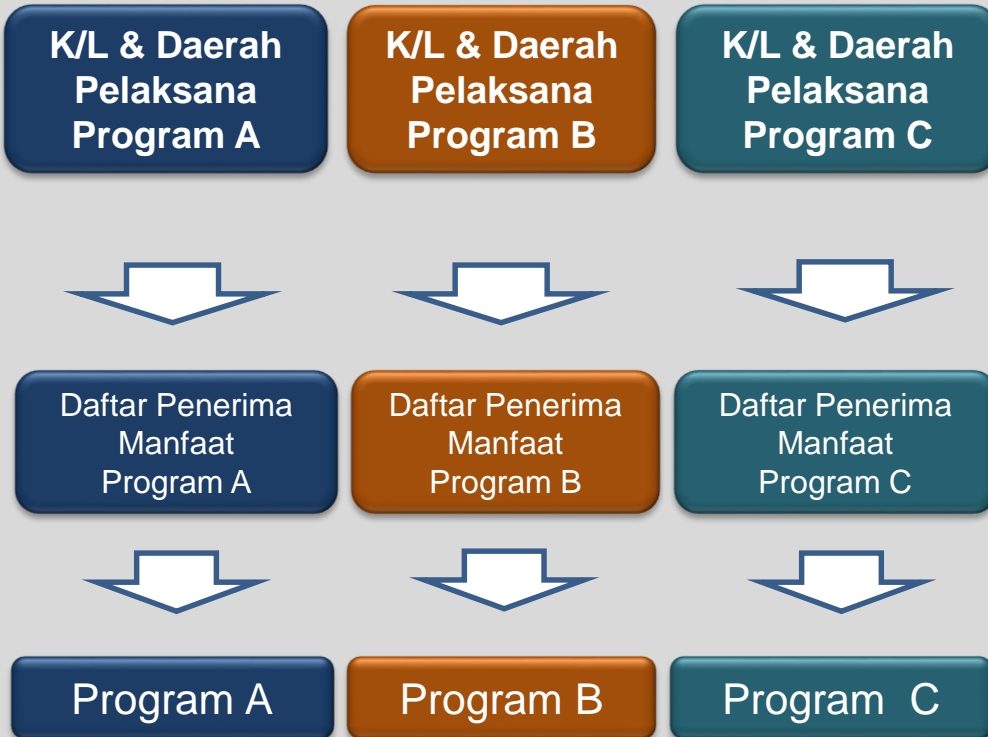 K/L & Daerah
Pelaksana
Program A
K/L & Daerah
Pelaksana
Program B
K/L & Daerah
Pelaksana
Program C
Daftar Penerima
Manfaat
Program A
Daftar Penerima
Manfaat
Program B
Daftar Penerima
Manfaat
Program C
Program A
Program B
Program C